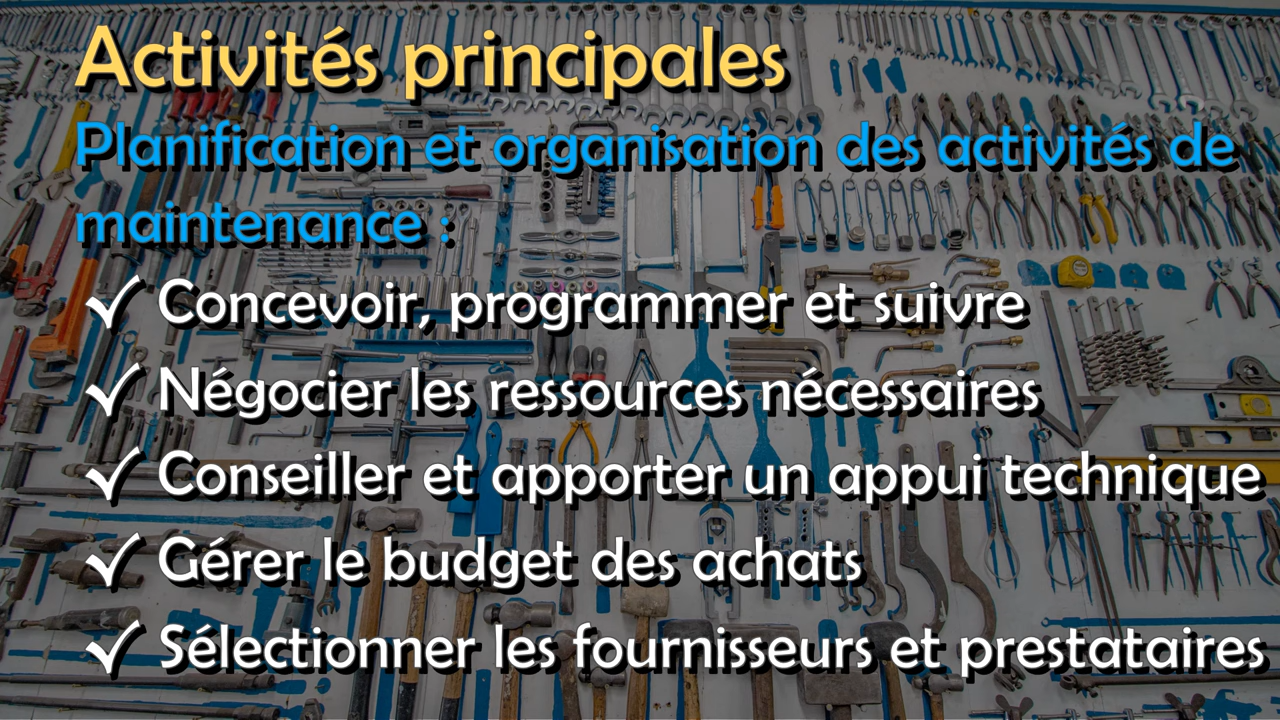 Activités principales
Planification et organisation des activités de
maintenance :
✓ Concevoir, programmer et suivre
✓ Négocier les ressources nécessaires
✓ Conseiller et apporter un appui technique
✓ Gérer le budget des achats
✓ Sélectionner les fournisseurs et prestataires